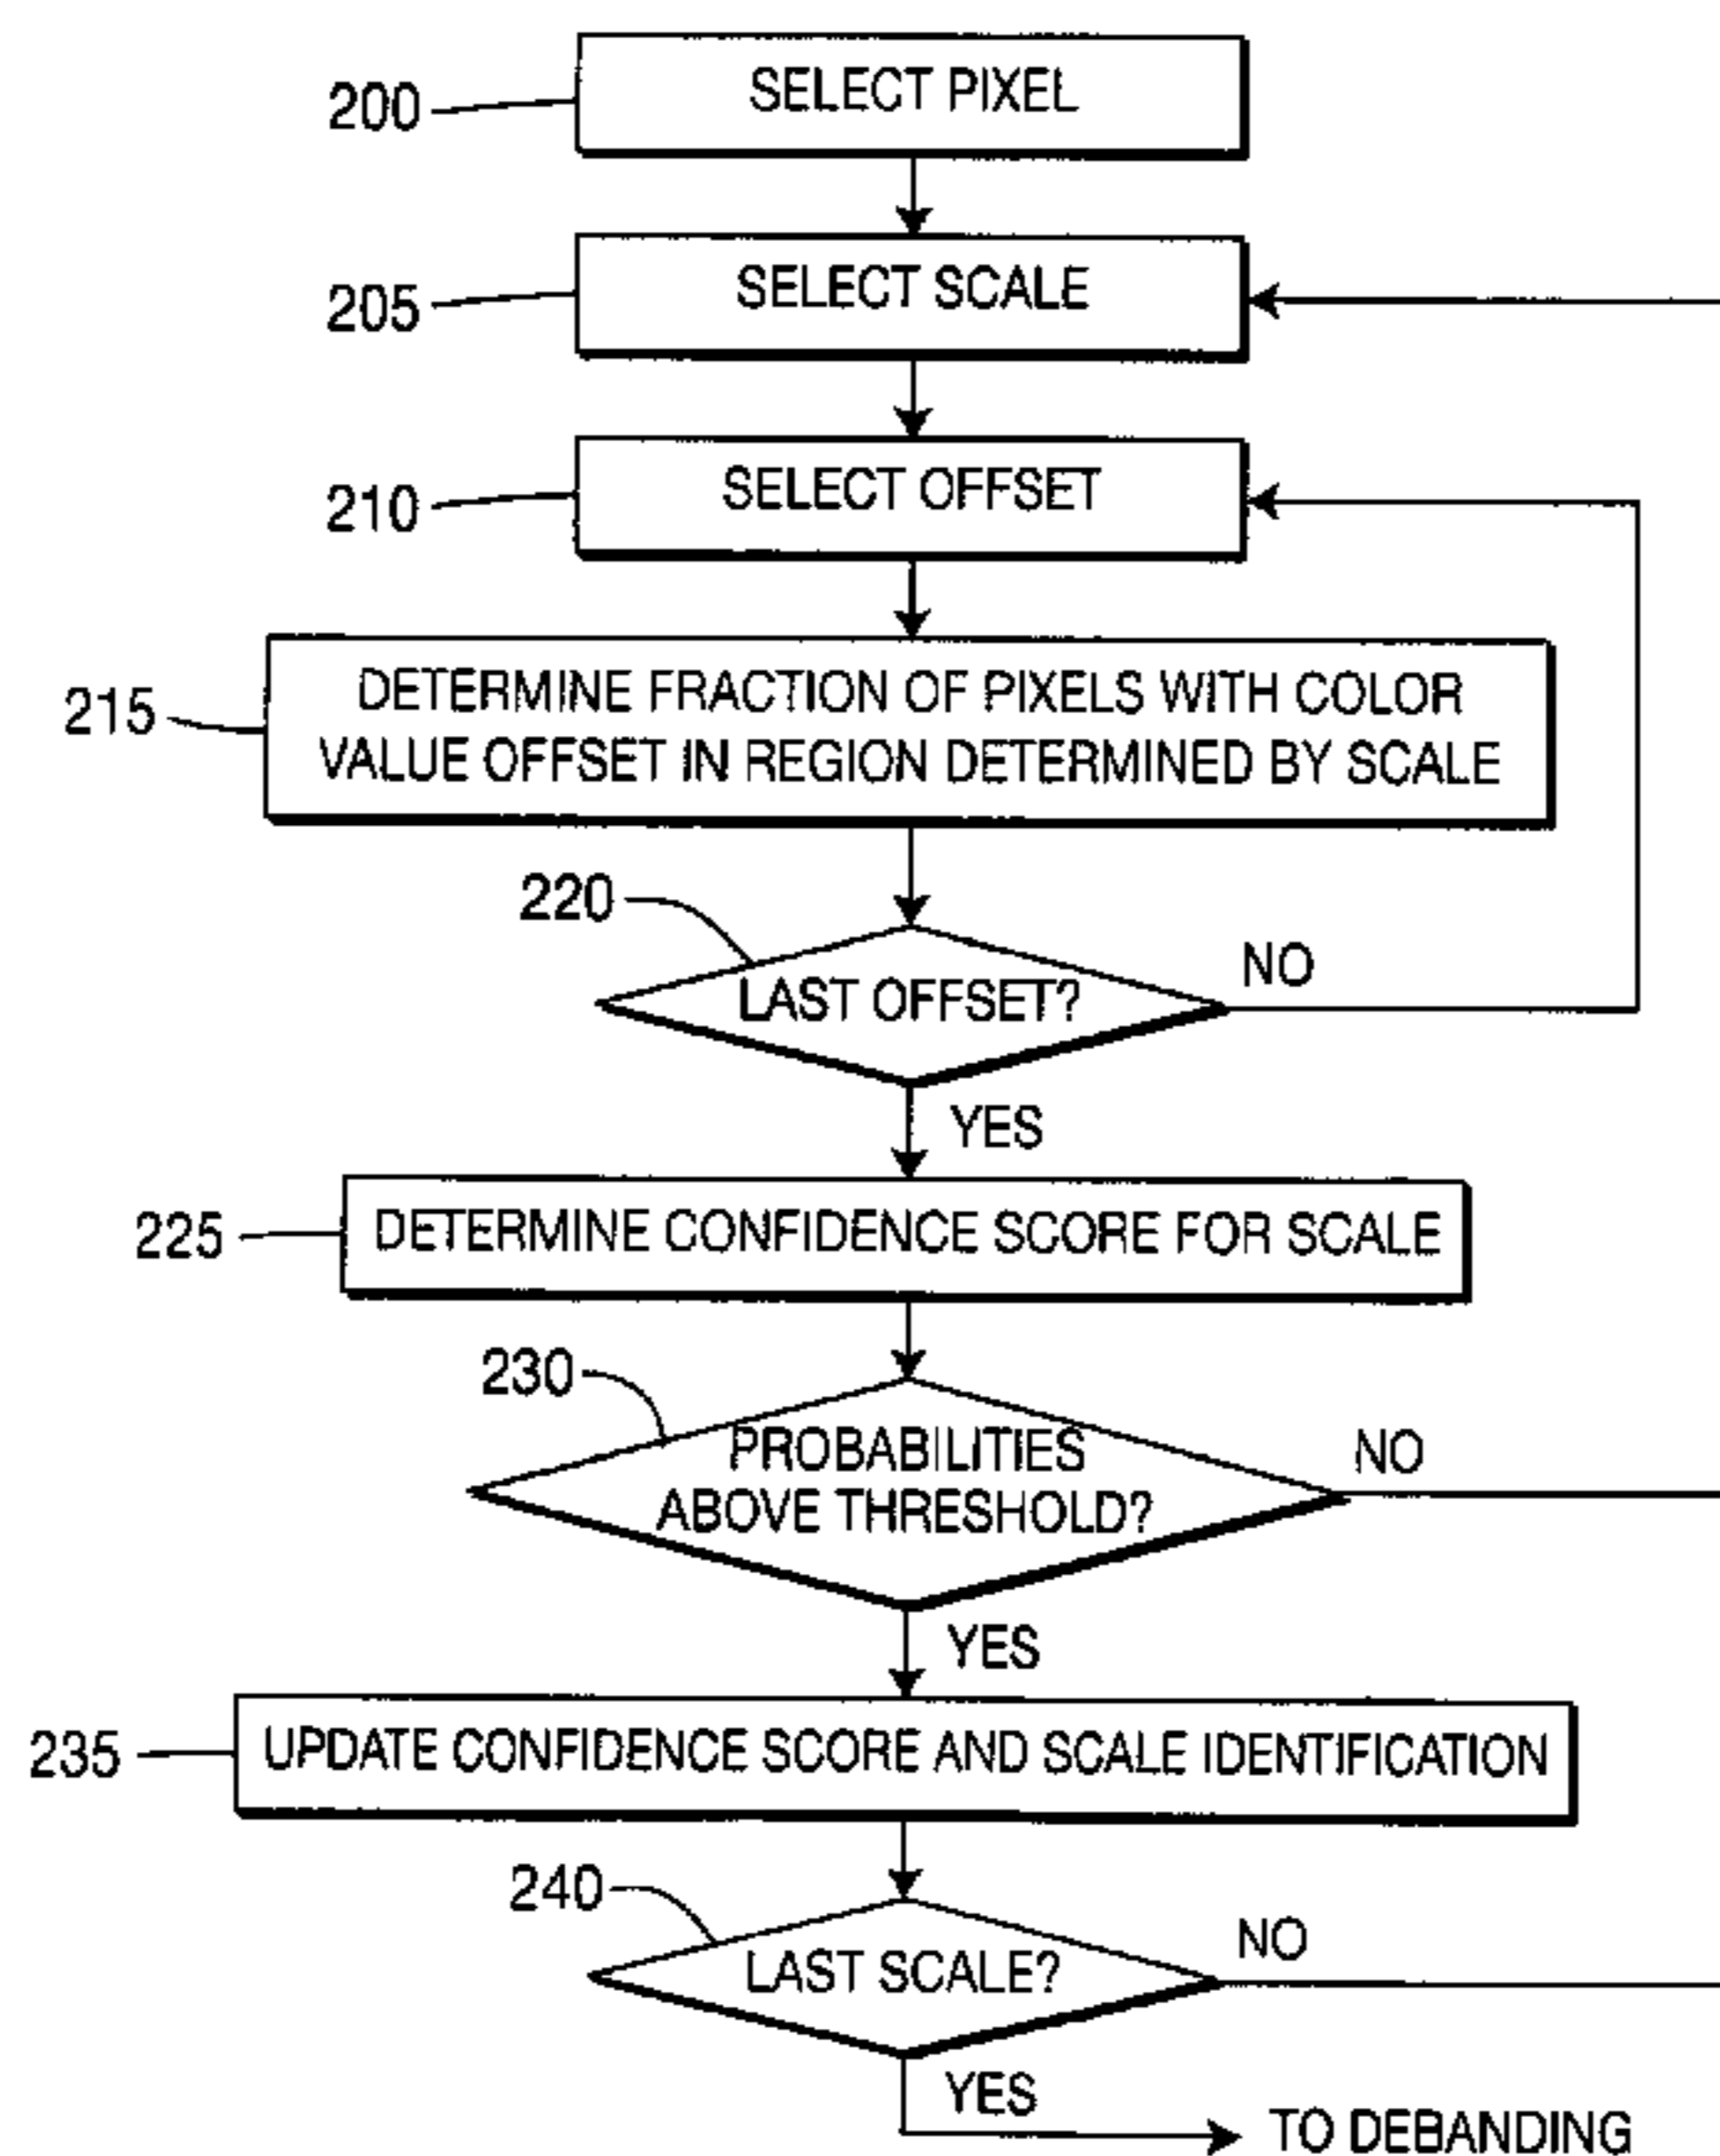 200
SELECT PIXEL
205
SELECT SCALE
210
SELECT OFFSET
215
DETERMINE FRACTION OF PIXELS WITH COLOR
VALUE OFFSET IN REGION DETERMINED BY SCALE
220
LAST OFFSET?
NO
YES
225
DETERMINE CONFIDENCE SCORE FOR SCALE
230
PROBABILITIES
ABOVE THRESHOLD?
NO
YES
235
UPDATE CONFIDENCE SCORE AND SCALE IDENTIFICATION
240
LAST SCALE?
NO
YES
TO DEBANDING